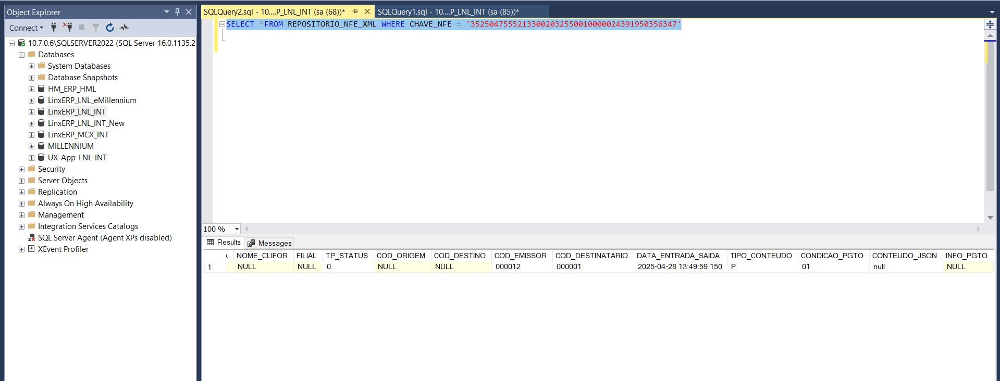 Object Explorer
Connect
10.7.0.6\SQLSERVER2022 (SQL Server 16.0.1135.2
Databases
System Databases
Database Snapshots
HM_ERP_HML
LinxERP_LNL_eMillennium
LinxERP_LNL_INT
LinxERP_LNL_INT_New
LinxERP_MCX_INT
MILLENNIUM
UX-App-LNL-INT
Security
Server Objects
Replication
Always On High Availability
Management
Integration Services Catalogs
SQL Server Agent (Agent XPs disabled)
XEvent Profiler
SQLQuery2.sql - 10....P_LNL_INT (sa (68))* SQLQuery1.sql - 10....P_LNL_INT (sa (85))*
SELECT *FROM REPOSITORIO_NFE_XML WHERE CHAVE_NFE = '35250475552133002032550010000024391950356347'
100 %
Results Messages
NOME_CLIFOR FILIAL TP_STATUS COD_ORIGEM COD_DESTINO COD_EMISSOR COD_DESTINATARIO DATA_ENTRADA_SAIDA TIPO_CONTEUDO CONDICAO_PGTO CONTEUDO_JSON INFO_PGTO
1 NULL NULL 0 NULL NULL 000012 000001 2025-04-28 13:49:59.150 P 01 null NULL